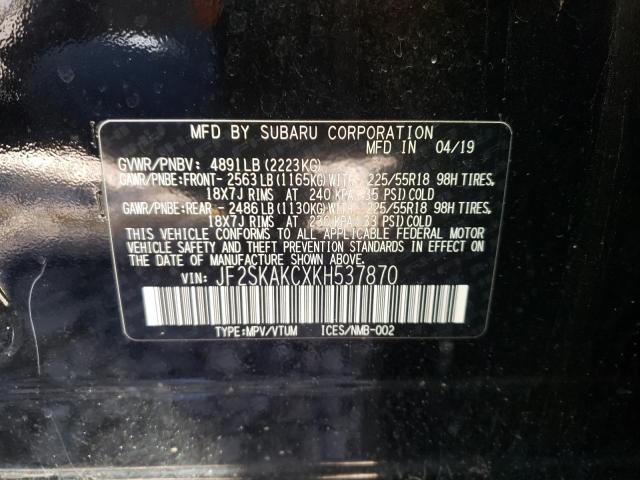 MFD BY SUBARU CORPORATION
MFD IN 04/19
GVWR/PNBV: 4891LB(2223KG)
GAWR/PNBE:FRONT-2563LB(1165KG)WITH 225/55R18 98H TIRES,
18X7J RIMS AT 240 KPA(35 PSI)COLD
GAWR/PNBE:REAR -2486LB(1130KG)WITH 225/55R18 98H TIRES,
18X7J RIMS AT 230 KPA(33 PSI)COLD
THIS VEHICLE CONFORMS TO ALL APPLICABLE FEDERAL MOTOR
VEHICLE SAFETY AND THEFT PREVENTION STANDARDS IN EFFECT ON
THE DATE OF MANUFACTURE SHOWN ABOVE.
VIN: JF2SKAKCXKH537870
TYPE:MPV/VTUM ICES/NMB-002